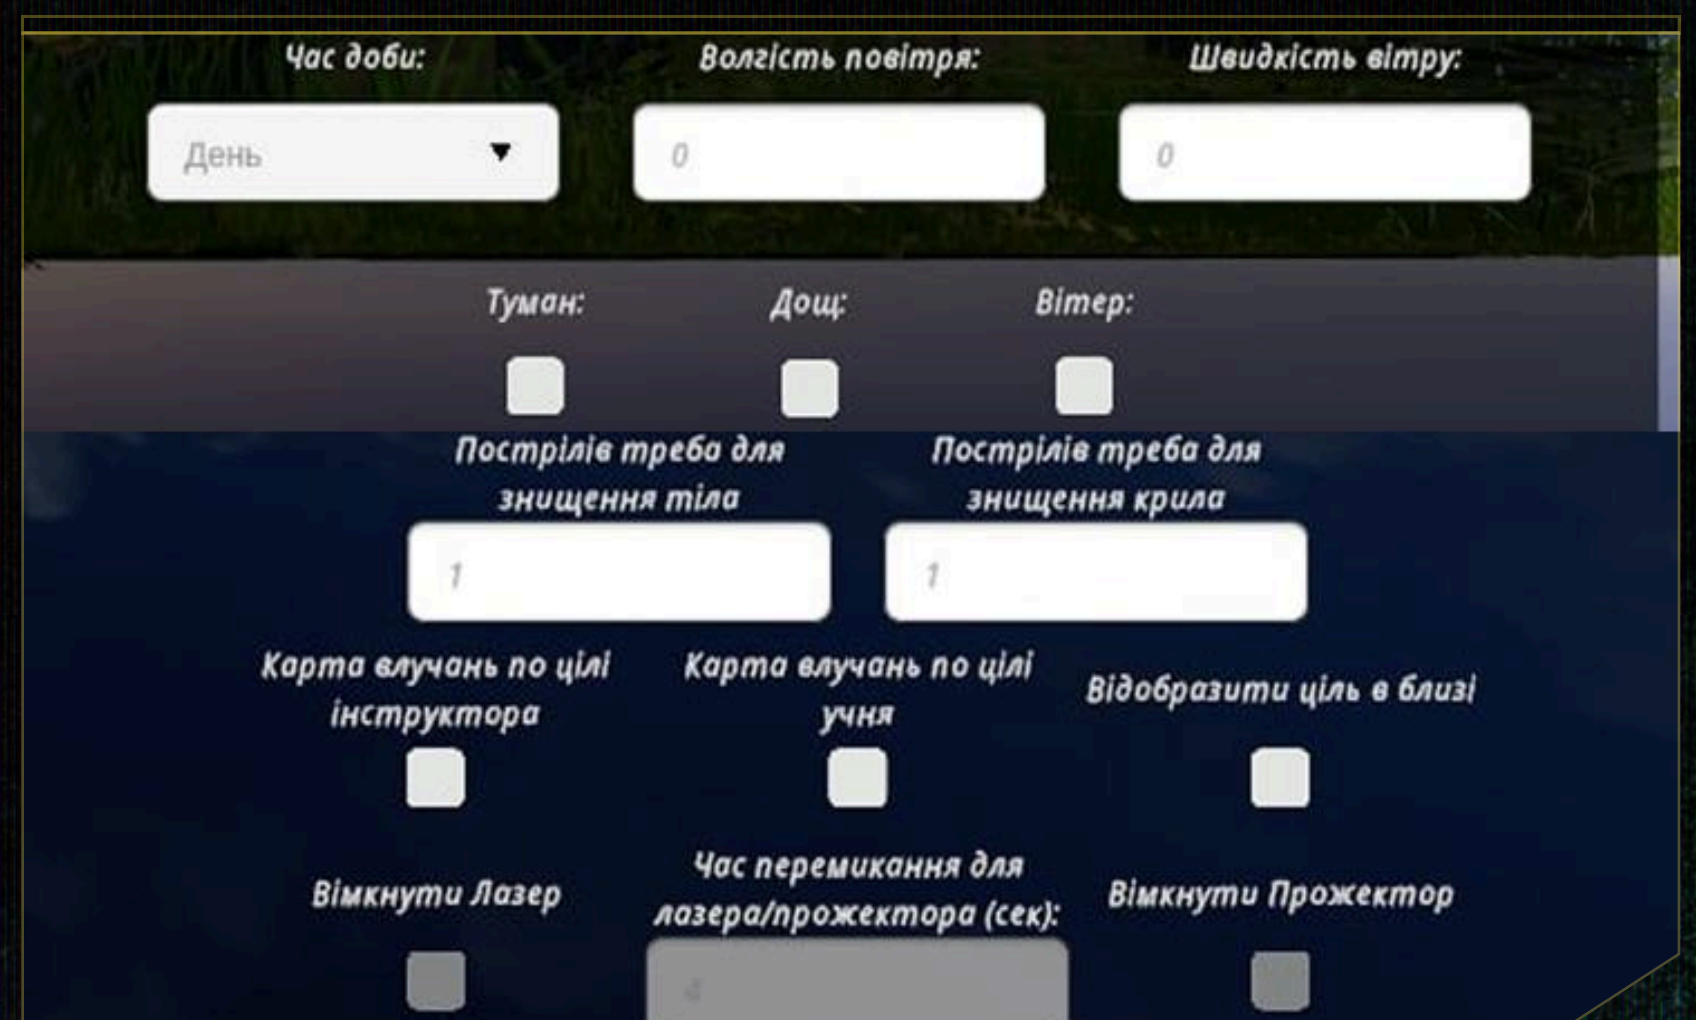 Час доби:
Волгість повітря:
Швидкість вітру:
День
0
0
Туман:
Дощ:
Вітер:
Пострілів треба для
знищення тіла
Пострілів треба для
знищення крила
1
1
Карта влучань по цілі
інструктора
Карта влучань по цілі
учня
Відобразити ціль в близі
Вімкнути Лазер
Час перемикання для
лазера/прожектора (сек):
Вімкнути Прожектор